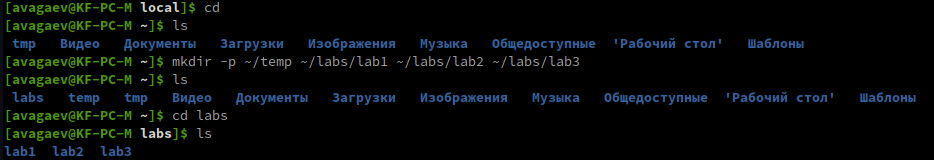 [avagaev@KF-PC-M local]$ cd
[avagaev@KF-PC-M ~]$ ls
tmp Видео Документы Загрузки Изображения Музыка Общедоступные 'Рабочий стол' Шаблоны
[avagaev@KF-PC-M ~]$ mkdir -p ~/temp ~/labs/lab1 ~/labs/lab2 ~/labs/lab3
[avagaev@KF-PC-M ~]$ ls
labs temp tmp Видео Документы Загрузки Изображения Музыка Общедоступные 'Рабочий стол' Шаблоны
[avagaev@KF-PC-M ~]$ cd labs
[avagaev@KF-PC-M labs]$ ls
lab1 lab2 lab3